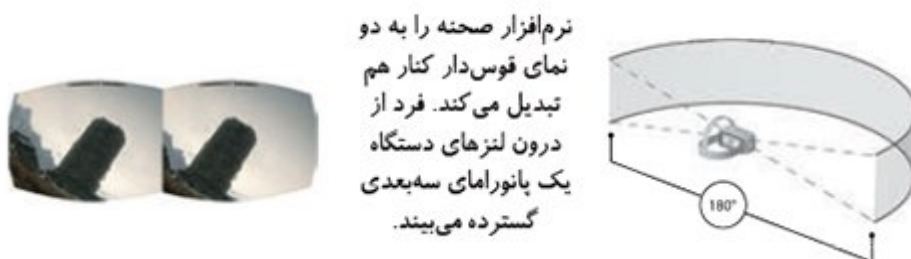 نرم‌افزار صحنه را به دو
نمای قوس‌دار کنار هم
تبدیل می‌کند. فرد از
درون لنزهای دستگاه
یک پانورامای سه‌بعدی
گسترده می‌بیند.
180°